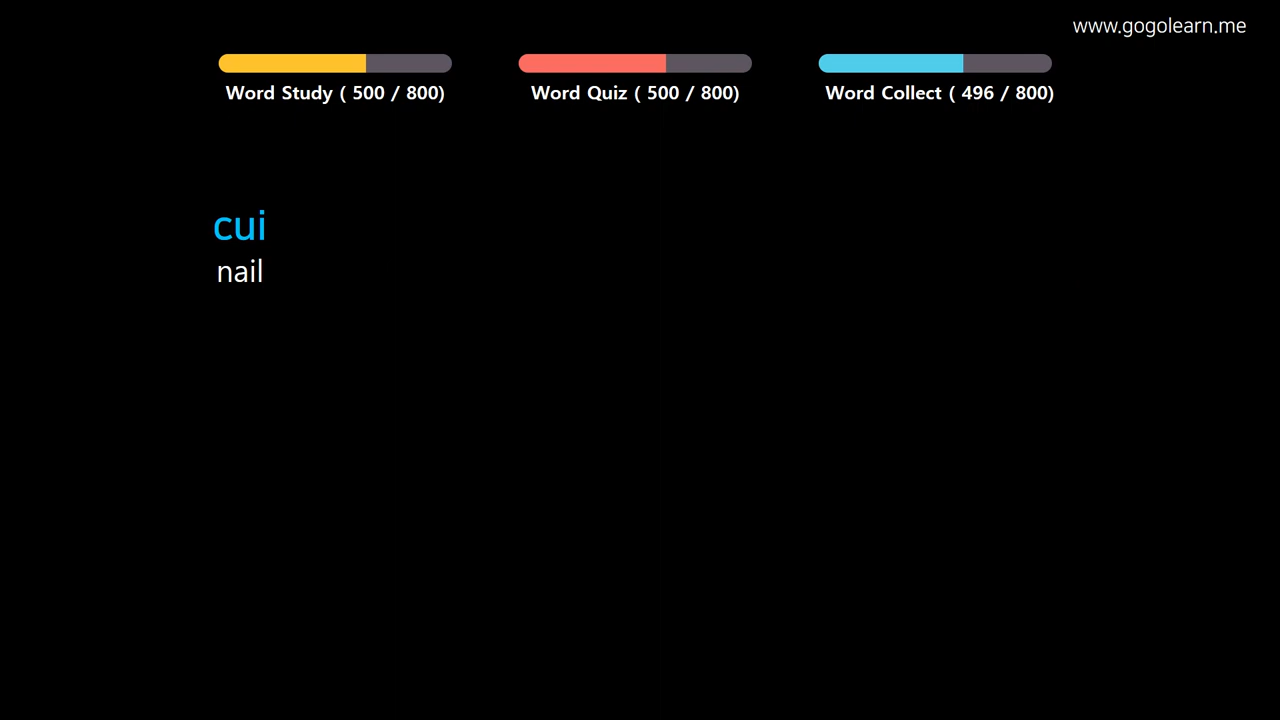 www.gogolearn.me
Word Study ( 500 / 800)
Word Quiz ( 500 / 800)
Word Collect ( 496 / 800)
cui
nail